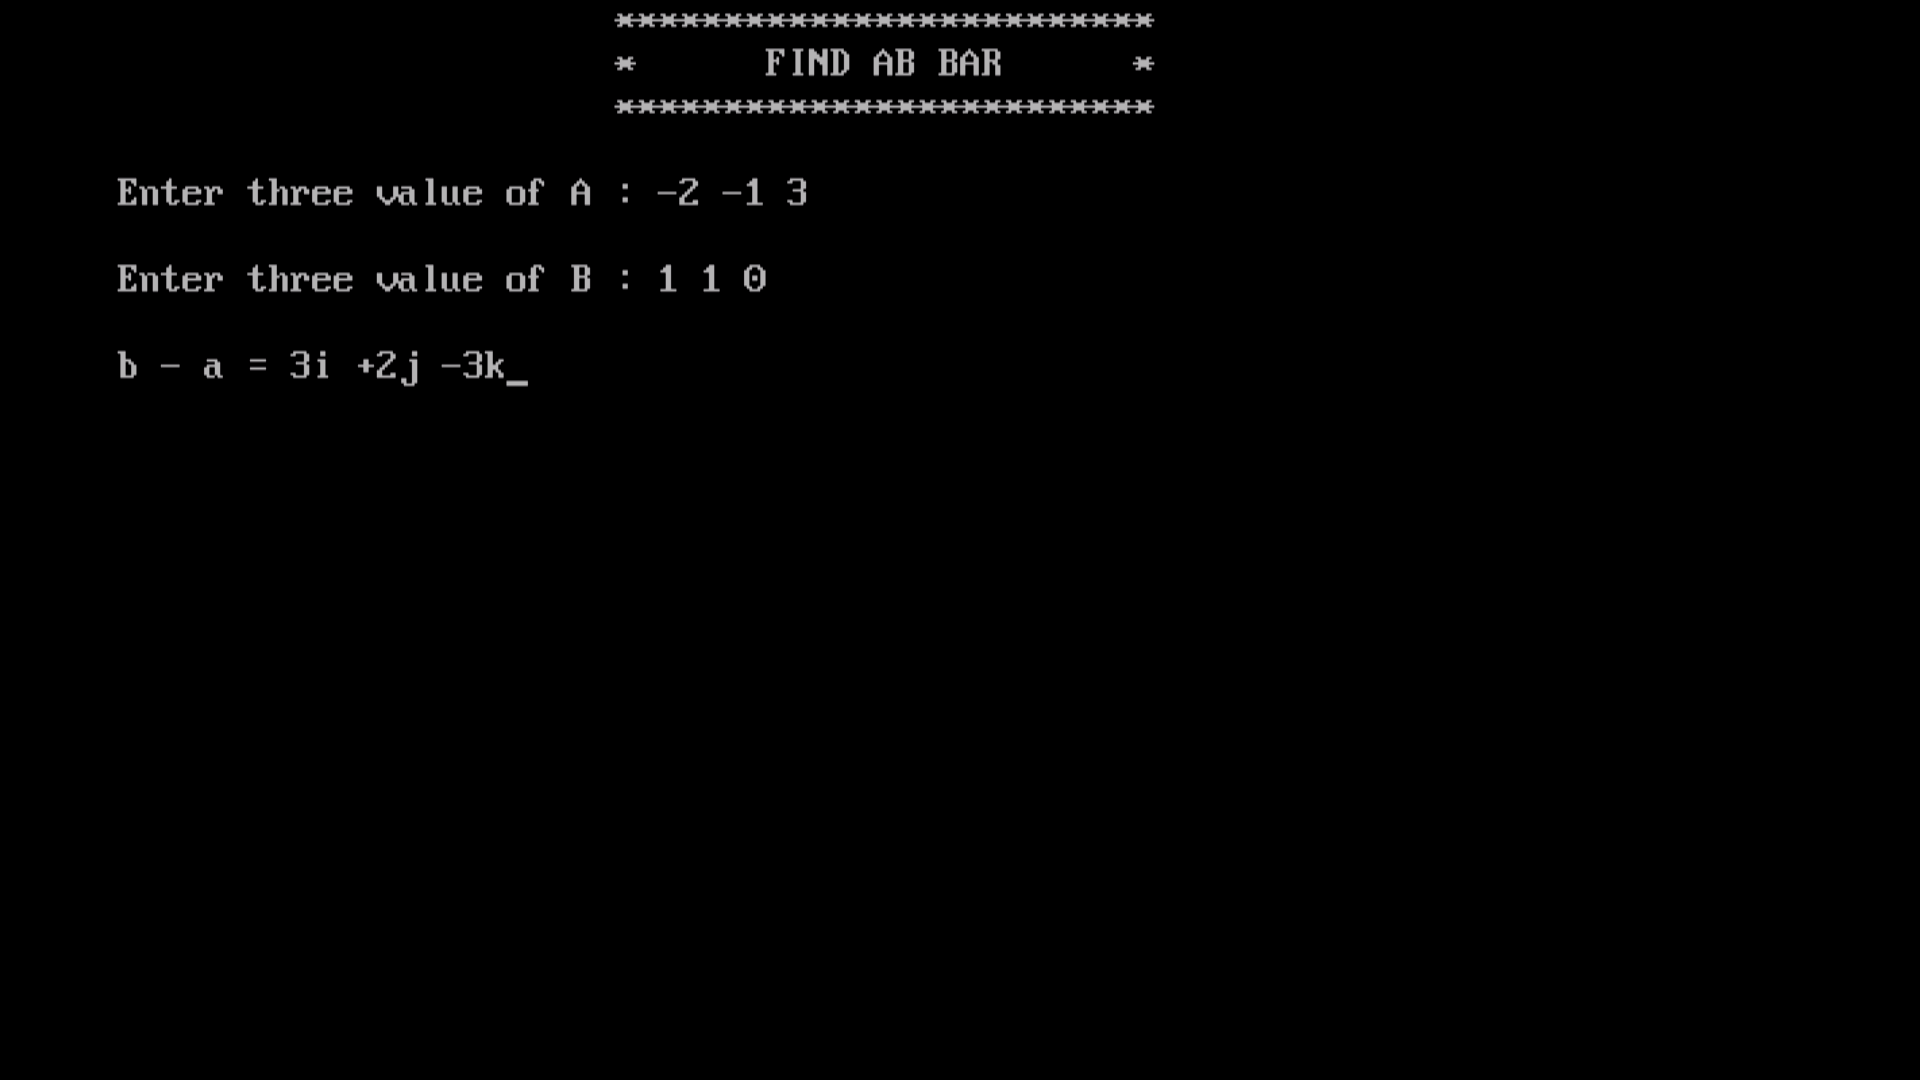 *************************
* FIND AB BAR *
*************************
Enter three value of A : -2 -1 3
Enter three value of B : 1 1 0
b - a = 3i +2j -3k_